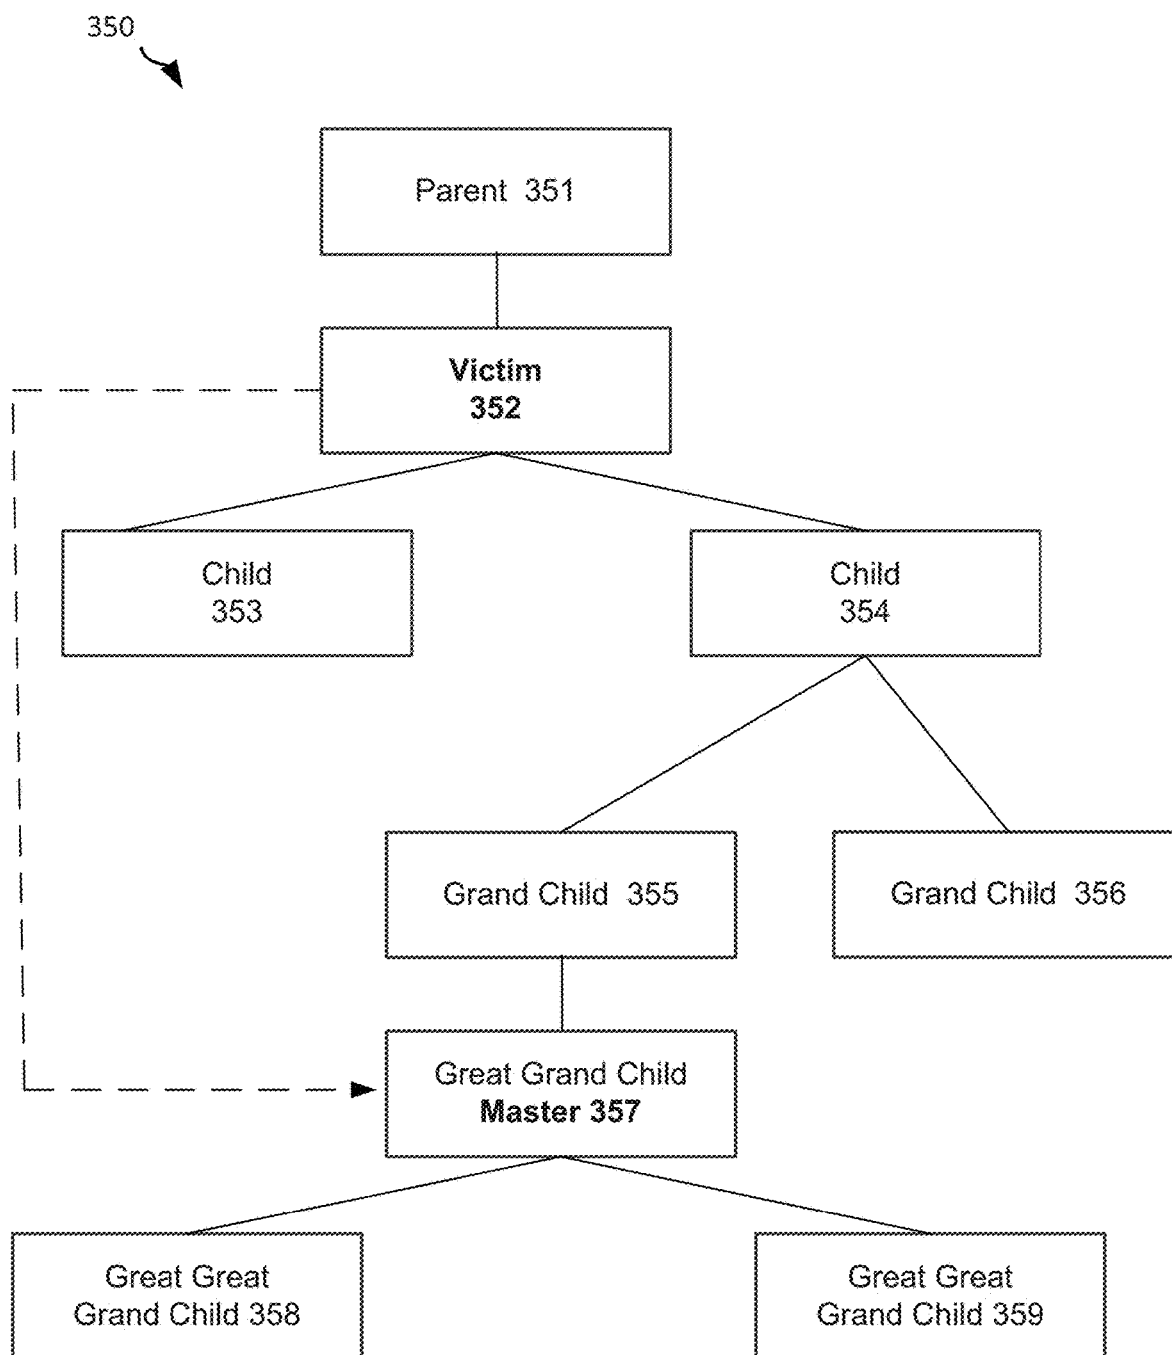 350
Parent 351
Victim
352
Child
353
Child
354
Grand Child 355
Grand Child 356
Great Grand Child
Master 357
Great Great
Grand Child 358
Great Great
Grand Child 359